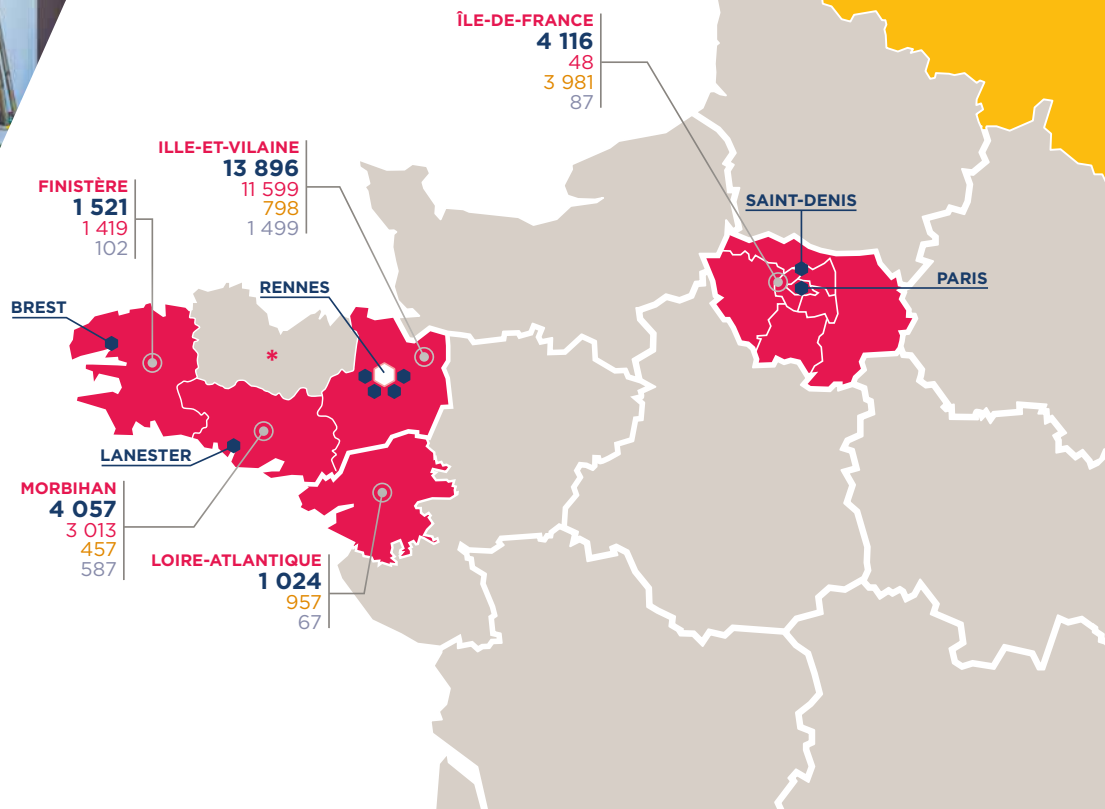 ÎLE-DE-FRANCE
4 116
48
3 981
87
ILLE-ET-VILAINE
13 896
11 599
798
1 499
FINISTÈRE
1 521
1 419
102
SAINT-DENIS
PARIS
RENNES
BREST
*
LANESTER
MORBIHAN
4 057
3 013
457
587
LOIRE-ATLANTIQUE
1 024
957
67